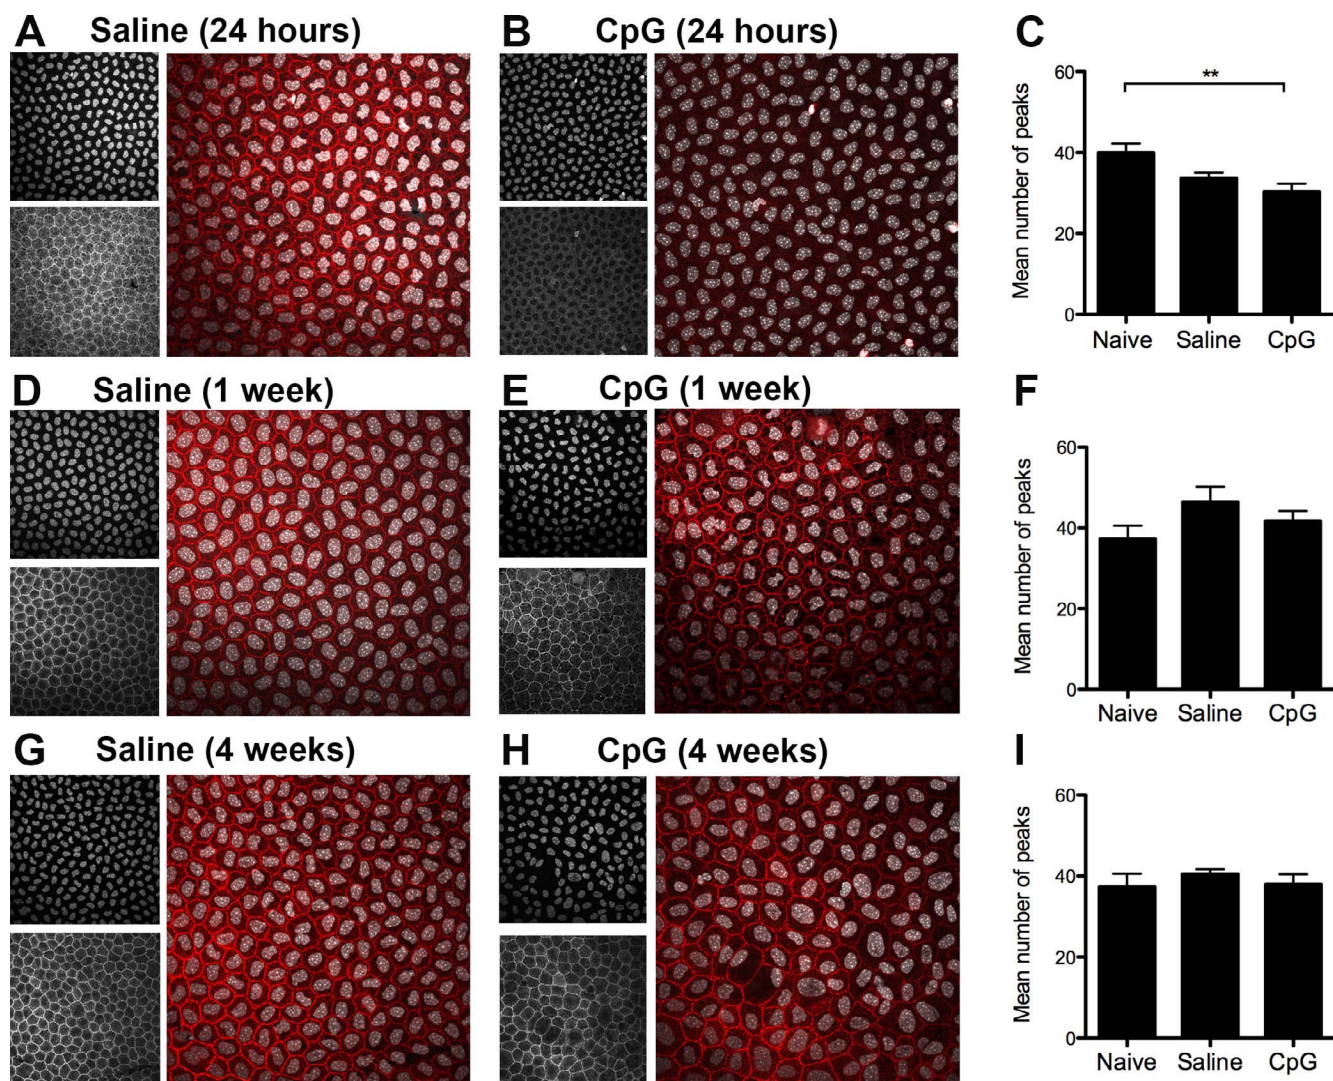 A Saline (24 hours)
B CpG (24 hours)
C
Mean number of peaks
60
40
20
0
**
Naive Saline CpG
D Saline (1 week)
E CpG (1 week)
F
Mean number of peaks
60
40
20
0
Naive Saline CpG
G Saline (4 weeks)
H CpG (4 weeks)
I
Mean number of peaks
60
40
20
0
Naive Saline CpG